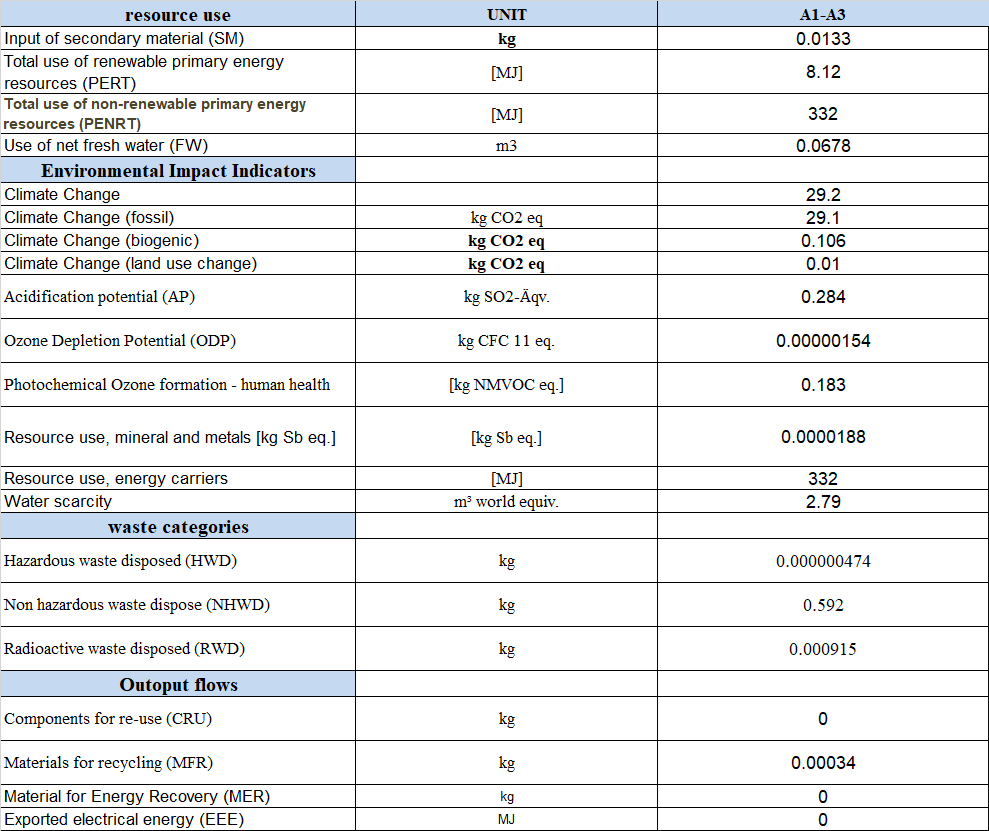 resource use UNIT A1-A3
Input of secondary material (SM) kg 0.0133
Total use of renewable primary energy
resources (PERT) [MJ] 8.12
Total use of non-renewable primary energy
resources (PENRT) [MJ] 332
Use of net fresh water (FW) m3 0.0678
Environmental Impact Indicators
Climate Change 29.2
Climate Change (fossil) kg CO2 eq 29.1
Climate Change (biogenic) kg CO2 eq 0.106
Climate Change (land use change) kg CO2 eq 0.01
Acidification potential (AP) kg SO2-Äqv. 0.284
Ozone Depletion Potential (ODP) kg CFC 11 eq. 0.00000154
Photochemical Ozone formation - human health [kg NMVOC eq.] 0.183
Resource use, mineral and metals [kg Sb eq.] [kg Sb eq.] 0.0000188
Resource use, energy carriers [MJ] 332
Water scarcity m³ world equiv. 2.79
waste categories
Hazardous waste disposed (HWD) kg 0.000000474
Non hazardous waste dispose (NHWD) kg 0.592
Radioactive waste disposed (RWD) kg 0.000915
Outoput flows
Components for re-use (CRU) kg 0
Materials for recycling (MFR) kg 0.00034
Material for Energy Recovery (MER) kg 0
Exported electrical energy (EEE) MJ 0